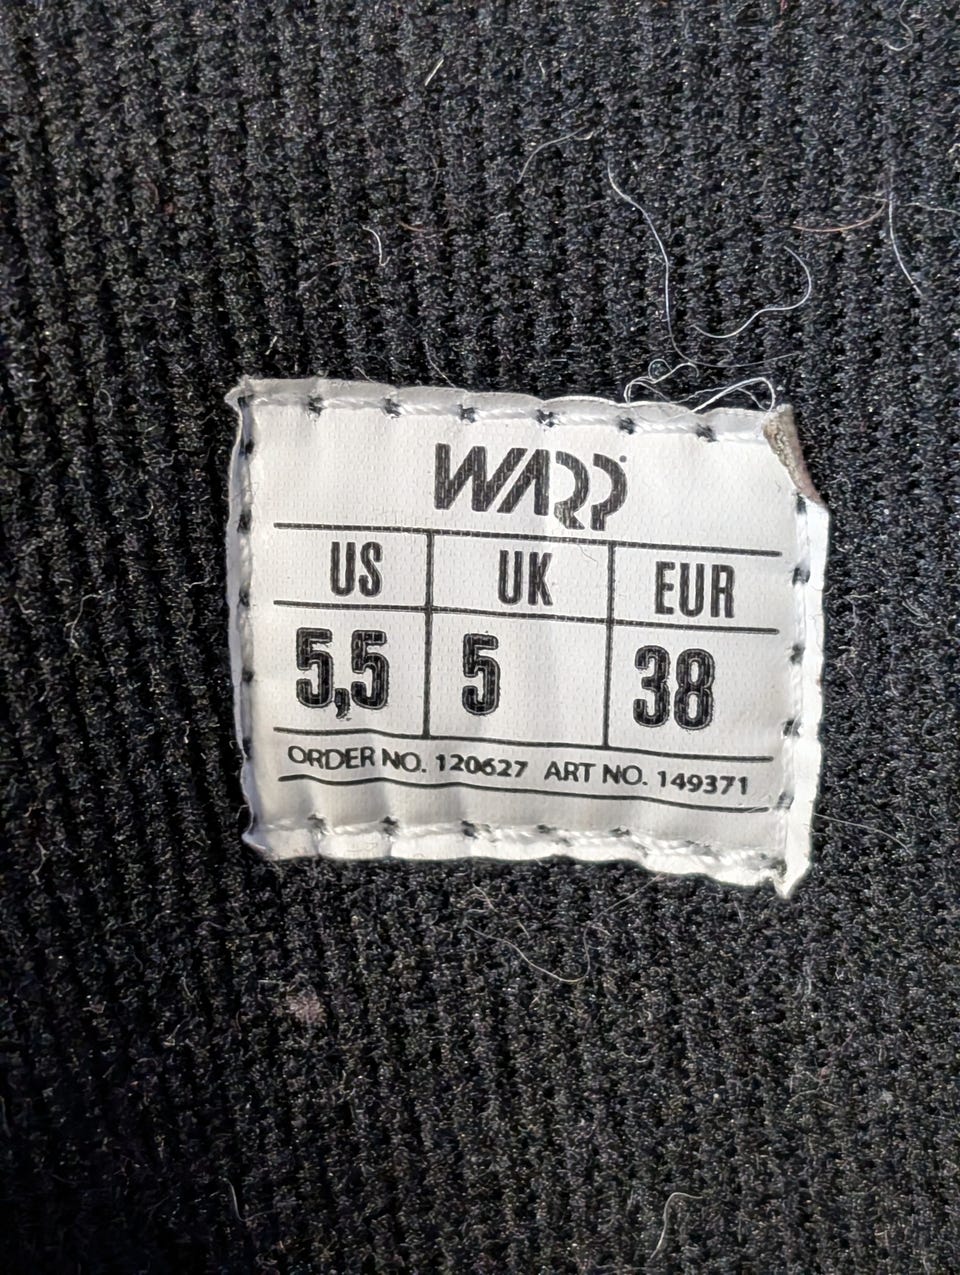 WARP
US UK EUR
5,5 5 38
ORDER NO. 120627 ART NO. 149371